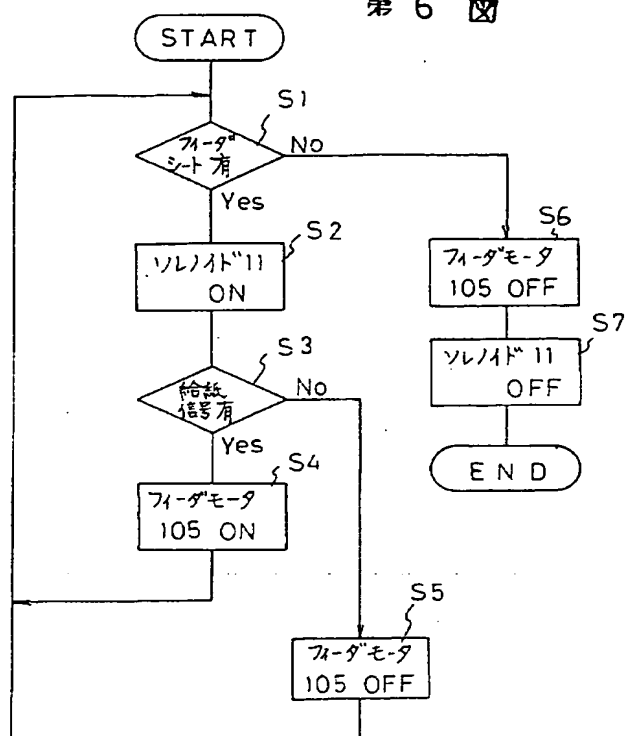 第 6 図
START
S1
フィーダ
シート有
No
Yes
S2
ソレノイド11
ON
S3
給紙
信号有
No
Yes
S4
フィーダモータ
105 ON
S5
フィーダモータ
105 OFF
S6
フィーダモータ
105 OFF
S7
ソレノイド 11
OFF
END